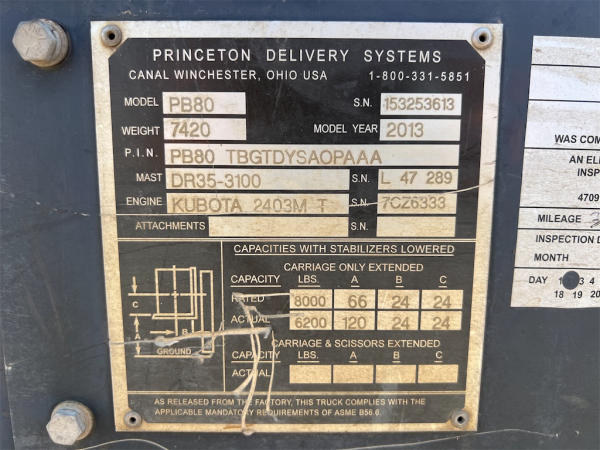 PRINCETON DELIVERY SYSTEMS
CANAL WINCHESTER, OHIO USA 1-800-331-5851
MODEL PB80 S.N. 153253613
WEIGHT 7420 MODEL YEAR 2013
P.I.N. PB80 TBGTDYSAOPAAA
MAST DR35-3100 S.N. L 47 289
ENGINE KUBOTA 2403M T S.N. 7CZ6333
ATTACHMENTS S.N.
CAPACITIES WITH STABILIZERS LOWERED
CARRIAGE ONLY EXTENDED
CAPACITY LBS. A B C
RATED 8000 66 24 24
ACTUAL 6200 120 24 24
CARRIAGE & SCISSORS EXTENDED
CAPACITY LBS. A B C
ACTUAL
C
B
A
GROUND
AS RELEASED FROM THE FACTORY, THIS TRUCK COMPLIES WITH THE
APPLICABLE MANDATORY REQUIREMENTS OF ASME B56.6.
WAS COM
AN EL
INSP
4709
MILEAGE
INSPECTION D
MONTH
DAY 1 3 4
18 19 20